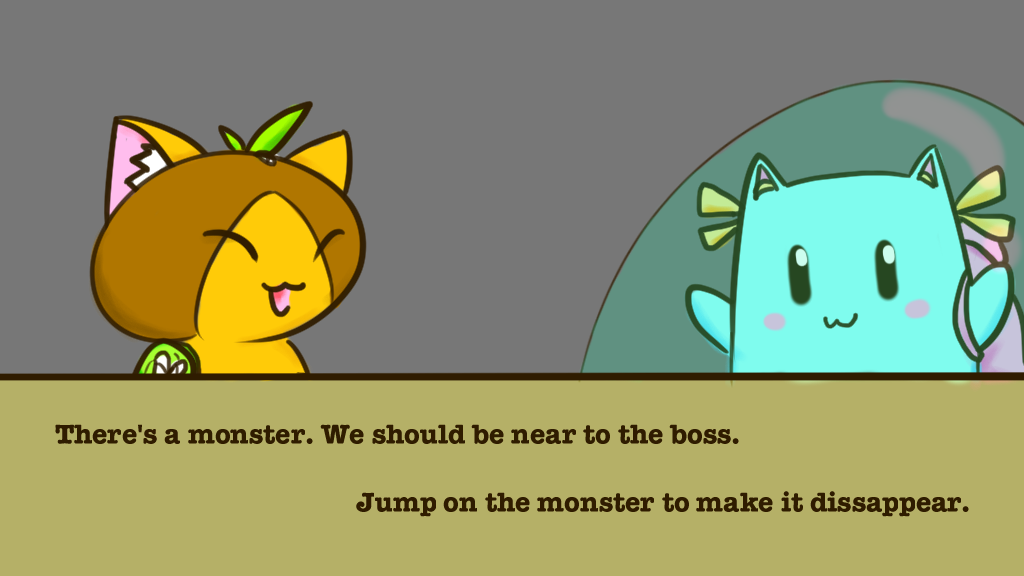 There's a monster. We should be near to the boss.
Jump on the monster to make it dissappear.